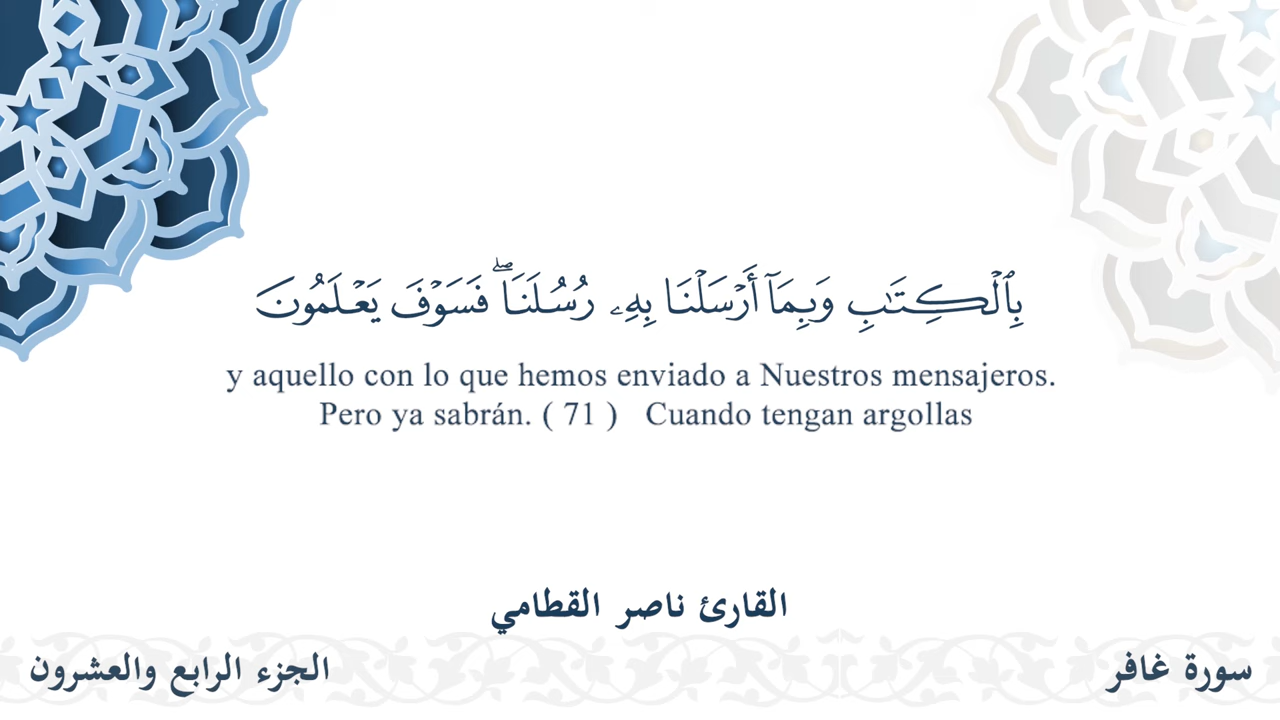 بِٱلۡكِتَٰبِ وَبِمَآ أَرۡسَلۡنَا بِهِۦ رُسُلَنَاۖ فَسَوۡفَ يَعۡلَمُونَ
y aquello con lo que hemos enviado a Nuestros mensajeros.
Pero ya sabrán. ( 71 ) Cuando tengan argollas
القارئ ناصر القطامي
سورة غافر
الجزء الرابع والعشرون